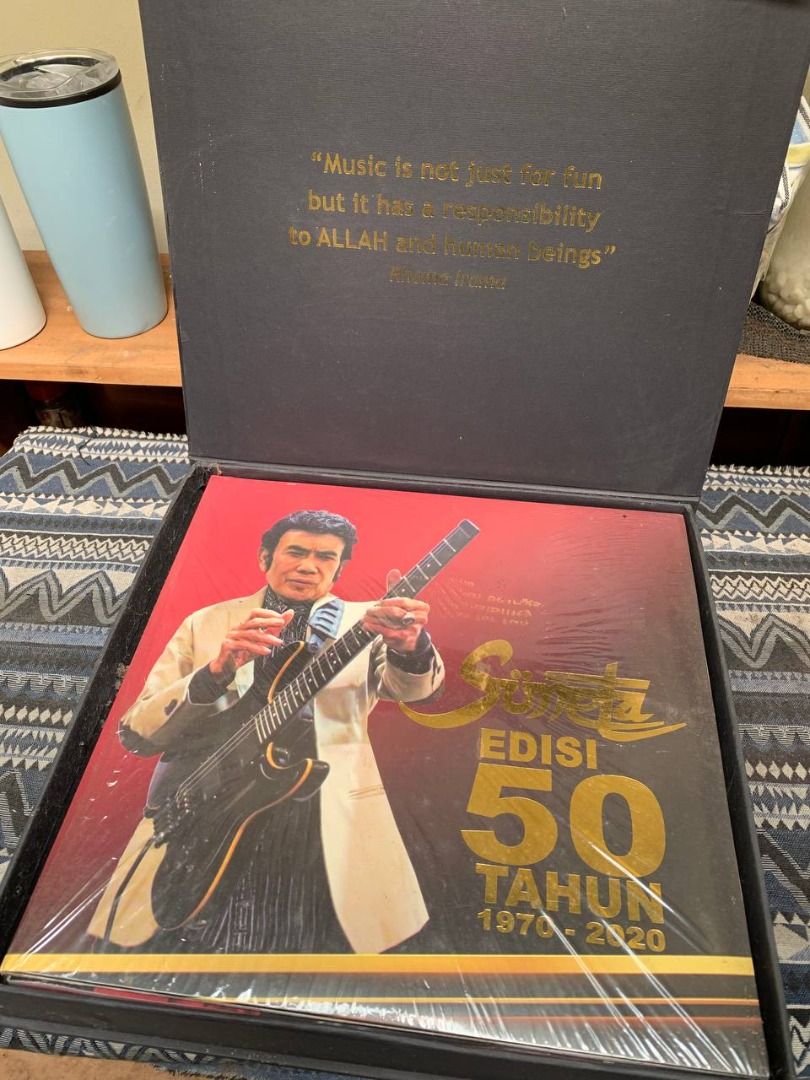 "Music is not just for fun
but it has a responsibility
to ALLAH and human beings"
Rhoma Irama
Soneta
EDISI
50
TAHUN
1970 - 2020